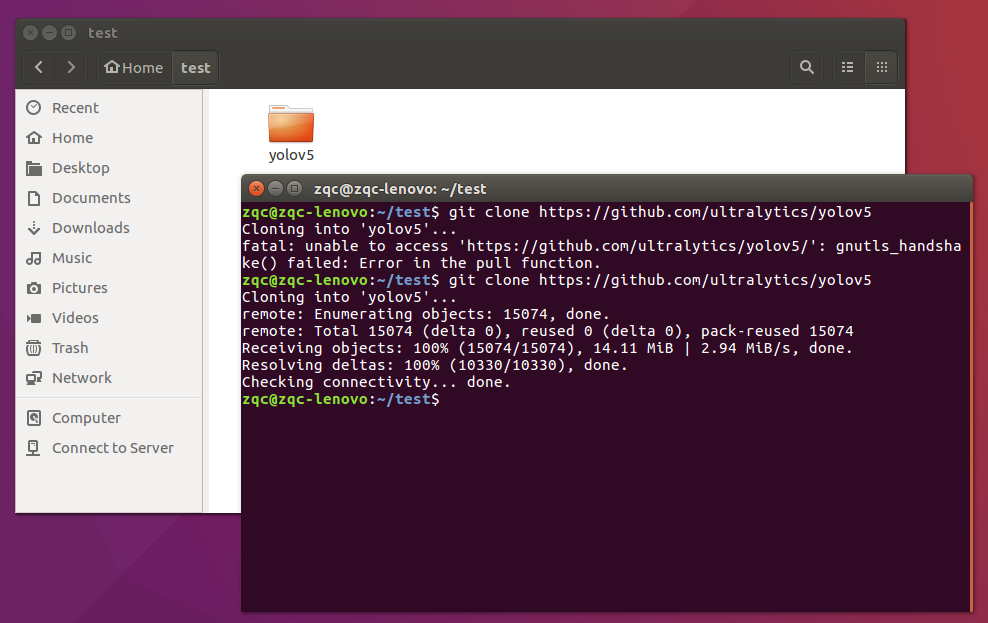 test
Home
test
Recent
Home
Desktop
Documents
Downloads
Music
Pictures
Videos
Trash
Network
Computer
Connect to Server
yolov5
zqc@zqc-lenovo: ~/test
zqc@zqc-lenovo:~/test$ git clone https://github.com/ultralytics/yolov5
Cloning into 'yolov5'...
fatal: unable to access 'https://github.com/ultralytics/yolov5/': gnutls_handsha
ke() failed: Error in the pull function.
zqc@zqc-lenovo:~/test$ git clone https://github.com/ultralytics/yolov5
Cloning into 'yolov5'...
remote: Enumerating objects: 15074, done.
remote: Total 15074 (delta 0), reused 0 (delta 0), pack-reused 15074
Receiving objects: 100% (15074/15074), 14.11 MiB | 2.94 MiB/s, done.
Resolving deltas: 100% (10330/10330), done.
Checking connectivity... done.
zqc@zqc-lenovo:~/test$